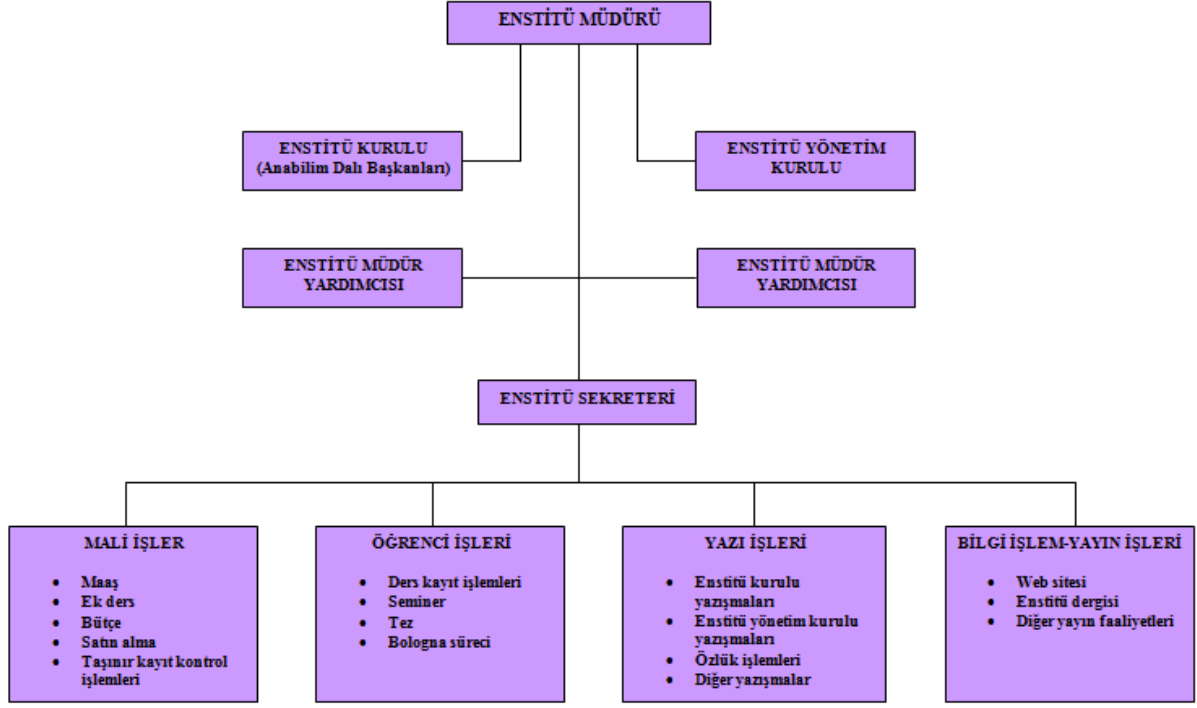 ENSTİTÜ MÜDÜRÜ
ENSTİTÜ KURULU
(Anabilim Dalı Başkanları)
ENSTİTÜ YÖNETİM
KURULU
ENSTİTÜ MÜDÜR
YARDIMCISI
ENSTİTÜ MÜDÜR
YARDIMCISI
ENSTİTÜ SEKRETERİ
MALİ İŞLER
• Maaş
• Ek ders
• Bütçe
• Satın alma
• Taşınır kayıt kontrol
işlemleri
ÖĞRENCİ İŞLERİ
• Ders kayıt işlemleri
• Seminer
• Tez
• Bologna süreci
YAZI İŞLERİ
• Enstitü kurulu
yazışmaları
• Enstitü yönetim kurulu
yazışmaları
• Özlük işlemleri
• Diğer yazışmalar
BİLGİ İŞLEM-YAYIN İŞLERİ
• Web sitesi
• Enstitü dergisi
• Diğer yayın faaliyetleri